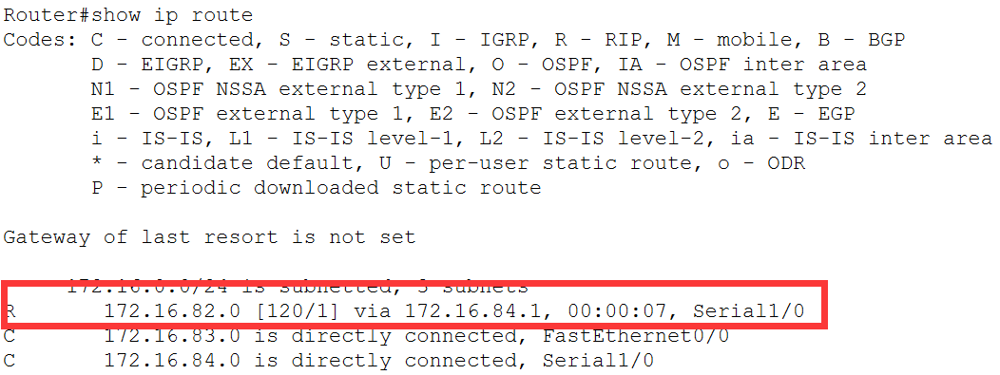 Router#show ip route
Codes: C - connected, S - static, I - IGRP, R - RIP, M - mobile, B - BGP
D - EIGRP, EX - EIGRP external, O - OSPF, IA - OSPF inter area
N1 - OSPF NSSA external type 1, N2 - OSPF NSSA external type 2
E1 - OSPF external type 1, E2 - OSPF external type 2, E - EGP
i - IS-IS, L1 - IS-IS level-1, L2 - IS-IS level-2, ia - IS-IS inter area
* - candidate default, U - per-user static route, o - ODR
P - periodic downloaded static route
Gateway of last resort is not set
172.16.0.0/24 is subnetted, 3 subnets
R 172.16.82.0 [120/1] via 172.16.84.1, 00:00:07, Serial1/0
C 172.16.83.0 is directly connected, FastEthernet0/0
C 172.16.84.0 is directly connected, Serial1/0